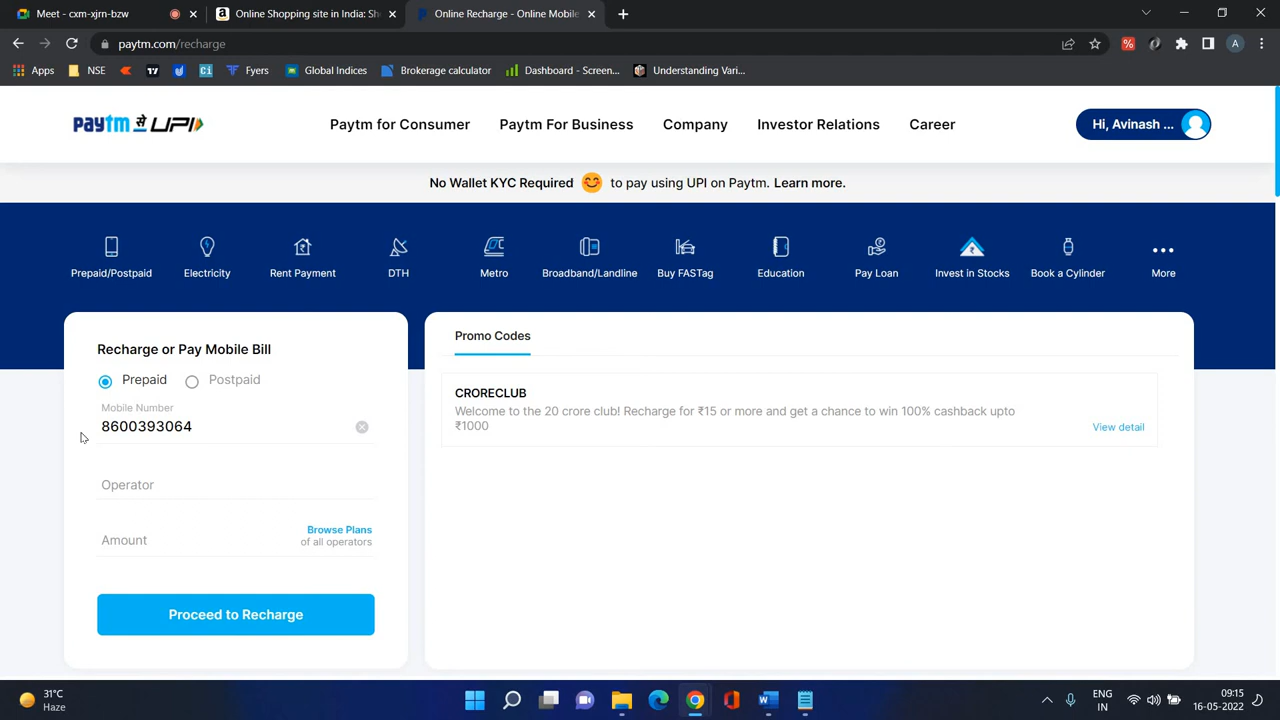 Meet - cxm-xjrn-bzw
Online Shopping site in India: Sh
Online Recharge - Online Mobile
paytm.com/recharge
Apps
NSE
Fyers
Global Indices
Brokerage calculator
Dashboard - Screen...
Understanding Vari...
paytm से UPI
Paytm for Consumer
Paytm For Business
Company
Investor Relations
Career
Hi, Avinash ...
No Wallet KYC Required 😊 to pay using UPI on Paytm. Learn more.
Prepaid/Postpaid
Electricity
Rent Payment
DTH
Metro
Broadband/Landline
Buy FASTag
Education
Pay Loan
Invest in Stocks
Book a Cylinder
More
Recharge or Pay Mobile Bill
Prepaid
Postpaid
Mobile Number
8600393064
Operator
Amount
Browse Plans
of all operators
Proceed to Recharge
Promo Codes
CRORECLUB
Welcome to the 20 crore club! Recharge for ₹15 or more and get a chance to win 100% cashback upto
₹1000
View detail
31°C
Haze
ENG
IN
09:15
16-05-2022